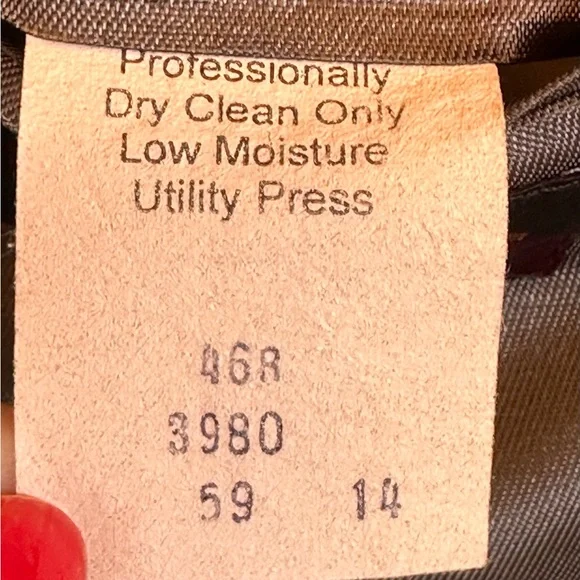 Professionally
Dry Clean Only
Low Moisture
Utility Press
468
3980
59 14